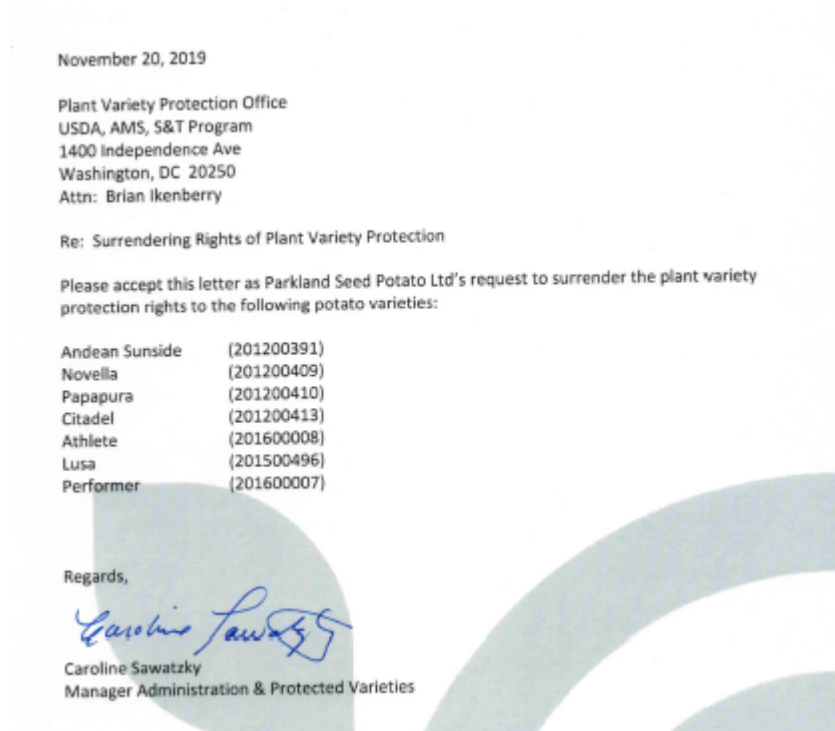 November 20, 2019
Plant Variety Protection Office
USDA, AMS, S&T Program
1400 Independence Ave
Washington, DC 20250
Attn: Brian Ikenberry
Re: Surrendering Rights of Plant Variety Protection
Please accept this letter as Parkland Seed Potato Ltd's request to surrender the plant variety
protection rights to the following potato varieties:
Andean Sunside (201200391)
Novella (201200409)
Papapura (201200410)
Citadel (201200413)
Athlete (201600008)
Lusa (201500496)
Performer (201600007)
Regards,
Caroline Sawatzky
Caroline Sawatzky
Manager Administration & Protected Varieties